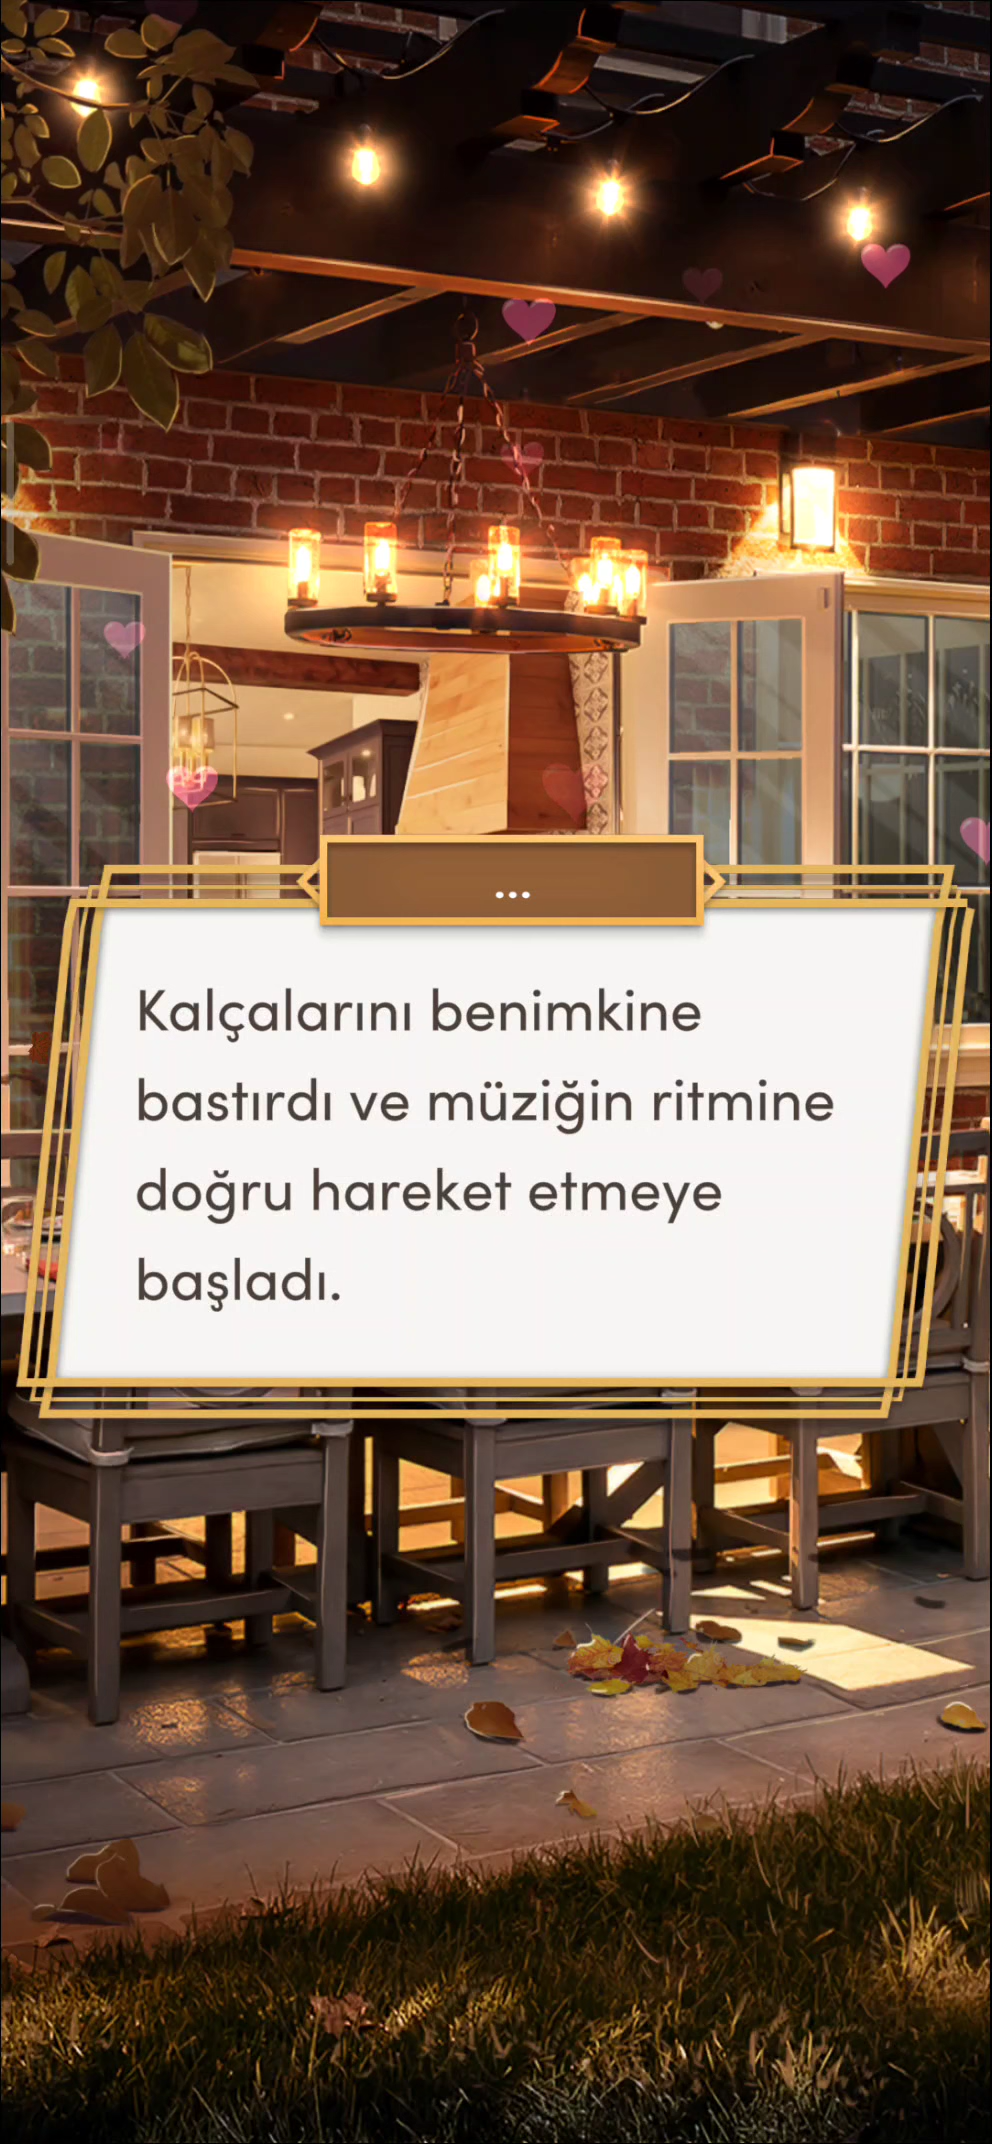 ...
Kalçalarını benimkine
bastırdı ve müziğin ritmine
doğru hareket etmeye
başladı.